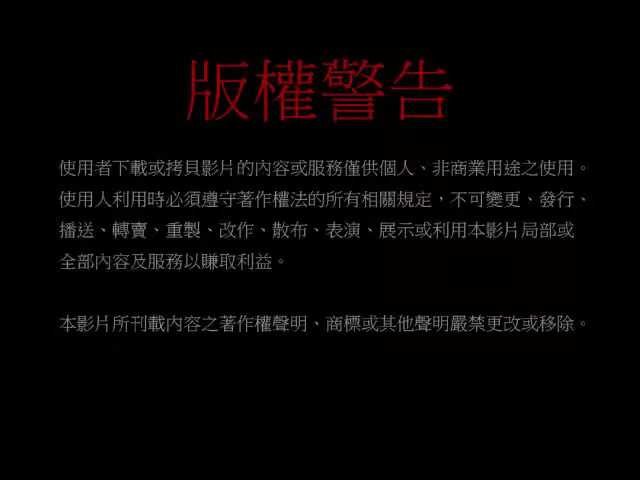 版權警告
使用者下載或拷貝影片的內容或服務僅供個人、非商業用途之使用。
使用人利用時必須遵守著作權法的所有相關規定，不可變更、發行、
播送、轉賣、重製、改作、散布、表演、展示或利用本影片局部或
全部內容及服務以賺取利益。
本影片所刊載內容之著作權聲明、商標或其他聲明嚴禁更改或移除。